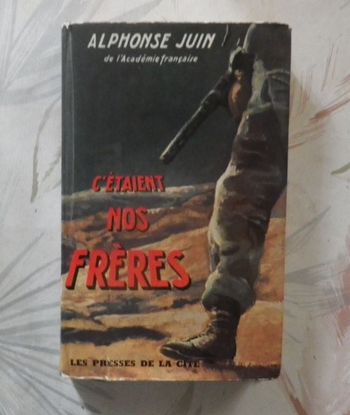 ALPHONSE JUIN
de l'Académie française
C'ÉTAIENT
NOS
FRÈRES
LES PRESSES DE LA CITÉ